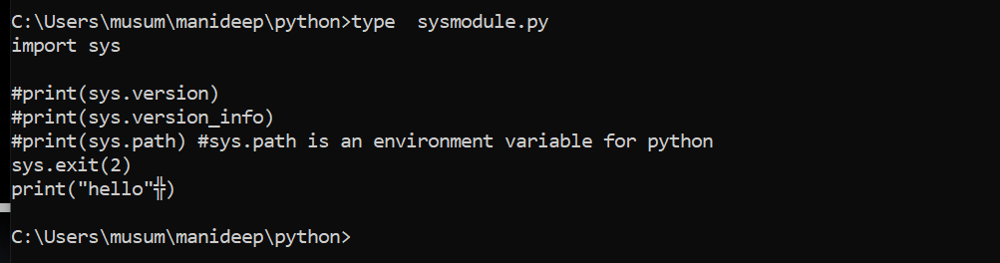 C:\Users\musum\manideep\python>type  sysmodule.py
import sys
#print(sys.version)
#print(sys.version_info)
#print(sys.path) #sys.path is an environment variable for python
sys.exit(2)
print("hello"╬)
C:\Users\musum\manideep\python>